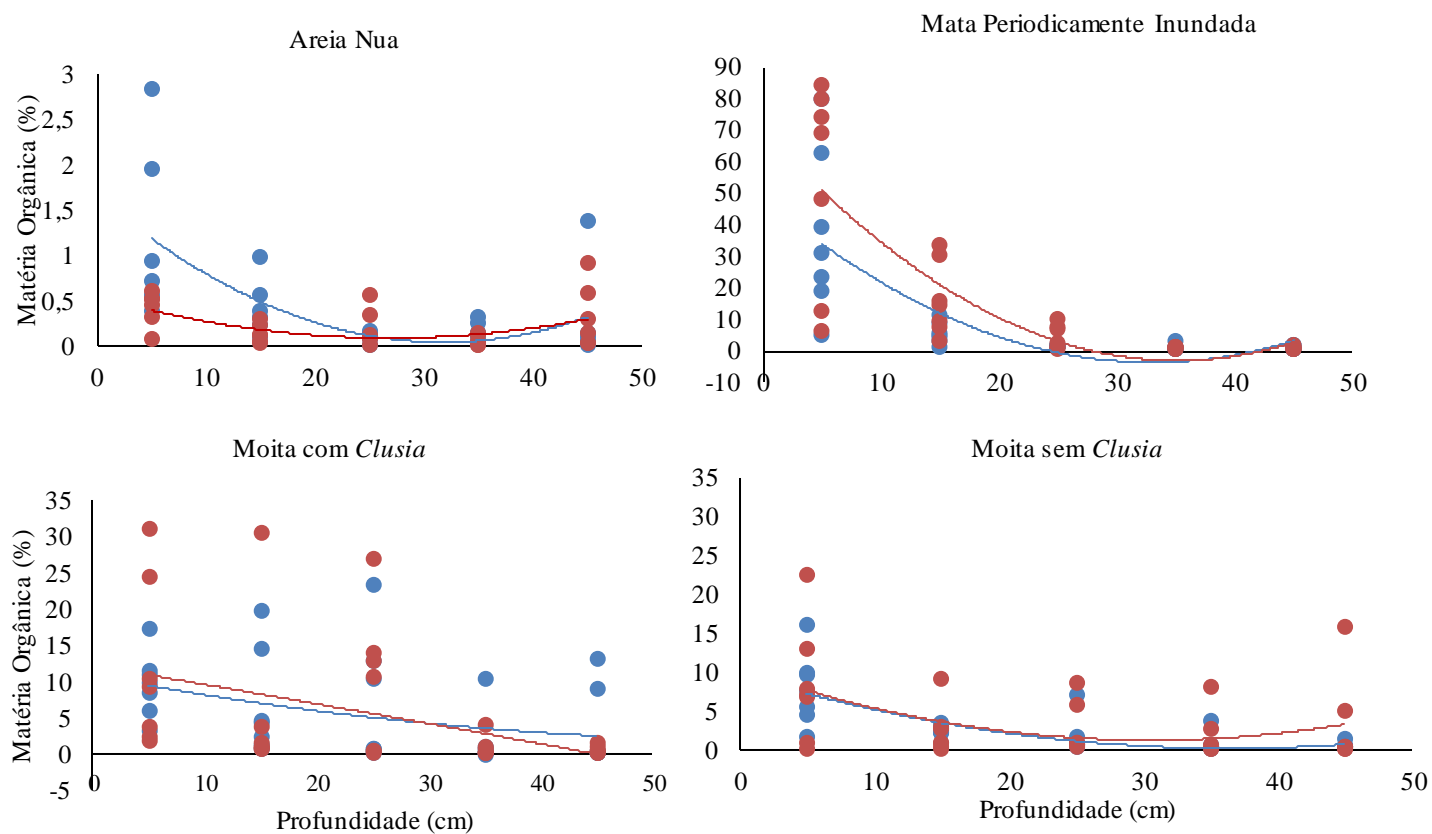 Areia Nua
Matéria Orgânica (%)
3
2,5
2
1,5
1
0,5
0
0 10 20 30 40 50
Mata Periodicamente Inundada
90
80
70
60
50
40
30
20
10
0
-10
0 10 20 30 40 50
Moita com Clusia
Matéria Orgânica (%)
35
30
25
20
15
10
5
0
-5
0 10 20 30 40 50
Profundidade (cm)
Moita sem Clusia
35
30
25
20
15
10
5
0
0 10 20 30 40 50
Profundidade (cm)